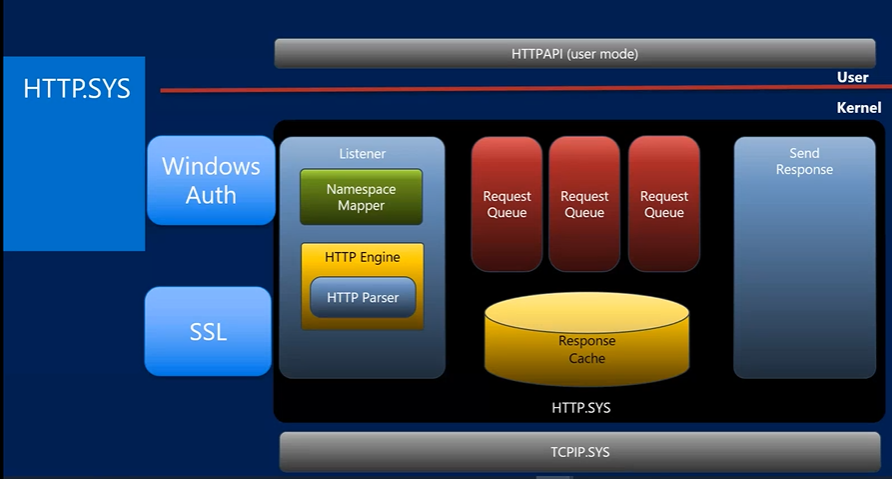 HTTPAPI (user mode)
User
HTTP.SYS
Kernel
Windows
Auth
Listener
Namespace
Mapper
HTTP Engine
HTTP Parser
Request
Queue
Request
Queue
Request
Queue
Send
Response
SSL
Response
Cache
HTTP.SYS
TCPIP.SYS